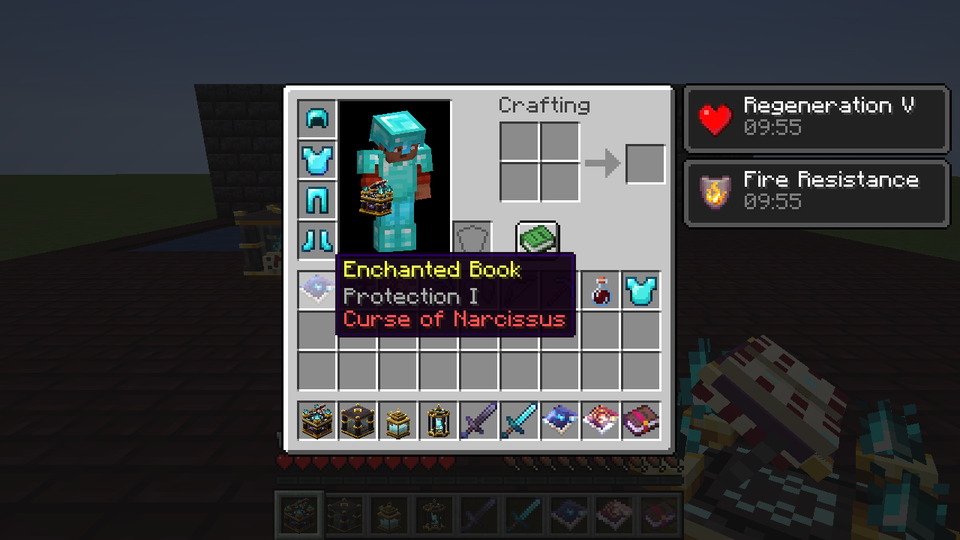 Crafting
Regeneration V
09:55
Fire Resistance
09:55
Enchanted Book
Protection I
Curse of Narcissus